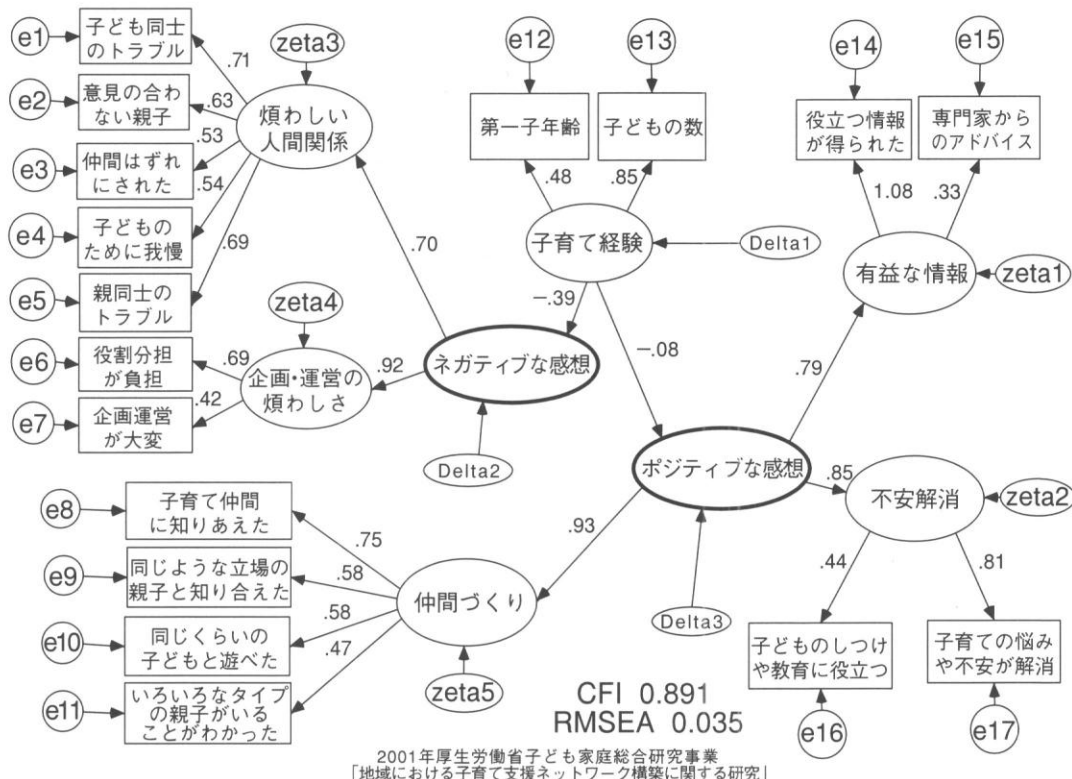 e1
子ども同士
のトラブル
.71
zeta3
e2
意見の合わ
ない親子
.63
煩わしい
人間関係
e3
仲間はずれ
にされた
.53
e4
子どもの
ために我慢
.54
e5
親同士の
トラブル
.69
.70
zeta4
e6
役割分担
が負担
.69
企画・運営の
煩わしさ
e7
企画運営
が大変
.42
.92
ネガティブな感想
Delta2
e12
e13
第一子年齢
子どもの数
.48
.85
子育て経験
Delta1
−.39
−.08
e14
e15
役立つ情報
が得られた
専門家から
のアドバイス
1.08
.33
有益な情報
zeta1
.79
ポジティブな感想
.85
不安解消
zeta2
Delta3
.44
.81
子どものしつけ
や教育に役立つ
子育ての悩み
や不安が解消
e16
e17
.93
e8
子育て仲間
に知りあえた
.75
e9
同じような立場の
親子と知り合えた
.58
仲間づくり
e10
同じくらいの
子どもと遊べた
.58
e11
いろいろなタイプ
の親子がいる
ことがわかった
.47
zeta5
CFI 0.891
RMSEA 0.035
2001年厚生労働省子ども家庭総合研究事業
「地域における子育て支援ネットワーク構築に関する研究」